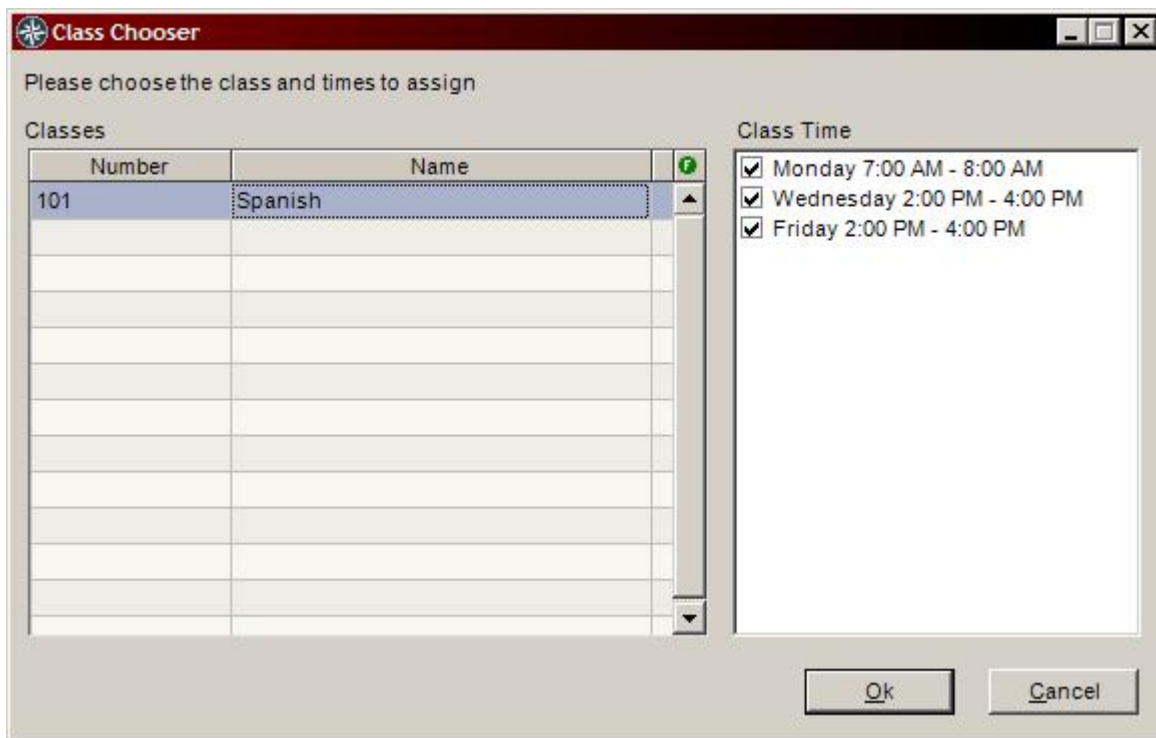 Class Chooser
Please choose the class and times to assign
Classes
Class Time
Number Name F
101 Spanish
Monday 7:00 AM - 8:00 AM
Wednesday 2:00 PM - 4:00 PM
Friday 2:00 PM - 4:00 PM
Ok Cancel